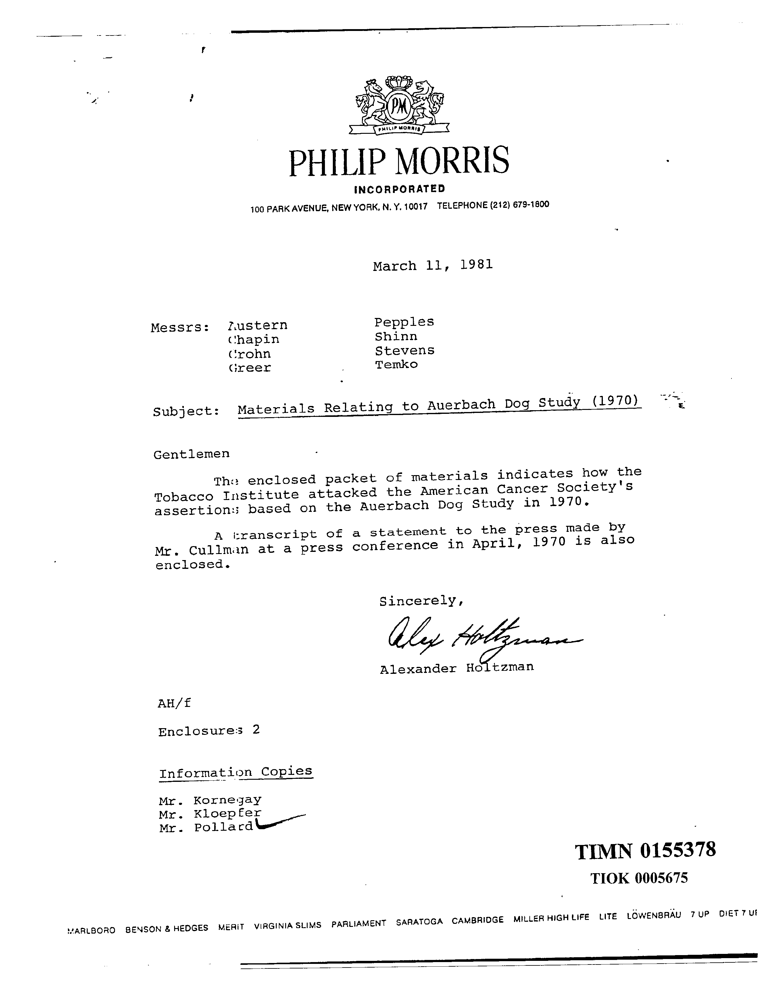 PM
PHILIP MORRIS
PHILIP MORRIS
INCORPORATED
100 PARK AVENUE, NEW YORK, N. Y. 10017 TELEPHONE (212) 679-1800
March 11, 1981
Messrs: Austern Pepples
Chapin Shinn
Crohn Stevens
Greer Temko
Subject: Materials Relating to Auerbach Dog Study (1970)
Gentlemen
The enclosed packet of materials indicates how the
Tobacco Institute attacked the American Cancer Society's
assertions based on the Auerbach Dog Study in 1970.
A transcript of a statement to the press made by
Mr. Cullman at a press conference in April, 1970 is also
enclosed.
Sincerely,
Alex Holtzman
Alexander Holtzman
AH/f
Enclosures 2
Information Copies
Mr. Kornegay
Mr. Kloepfer
Mr. Pollard
TIMN 0155378
TIOK 0005675
MARLBORO BENSON & HEDGES MERIT VIRGINIA SLIMS PARLIAMENT SARATOGA CAMBRIDGE MILLER HIGH LIFE LITE LÖWENBRÄU 7 UP DIET 7 UP